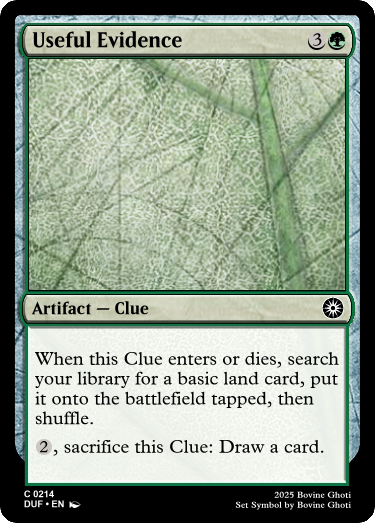 Useful Evidence 3
Artifact — Clue
When this Clue enters or dies, search
your library for a basic land card, put
it onto the battlefield tapped, then
shuffle.
2, sacrifice this Clue: Draw a card.
C 0214
DUF • EN
2025 Bovine Ghoti
Set Symbol by Bovine Ghoti